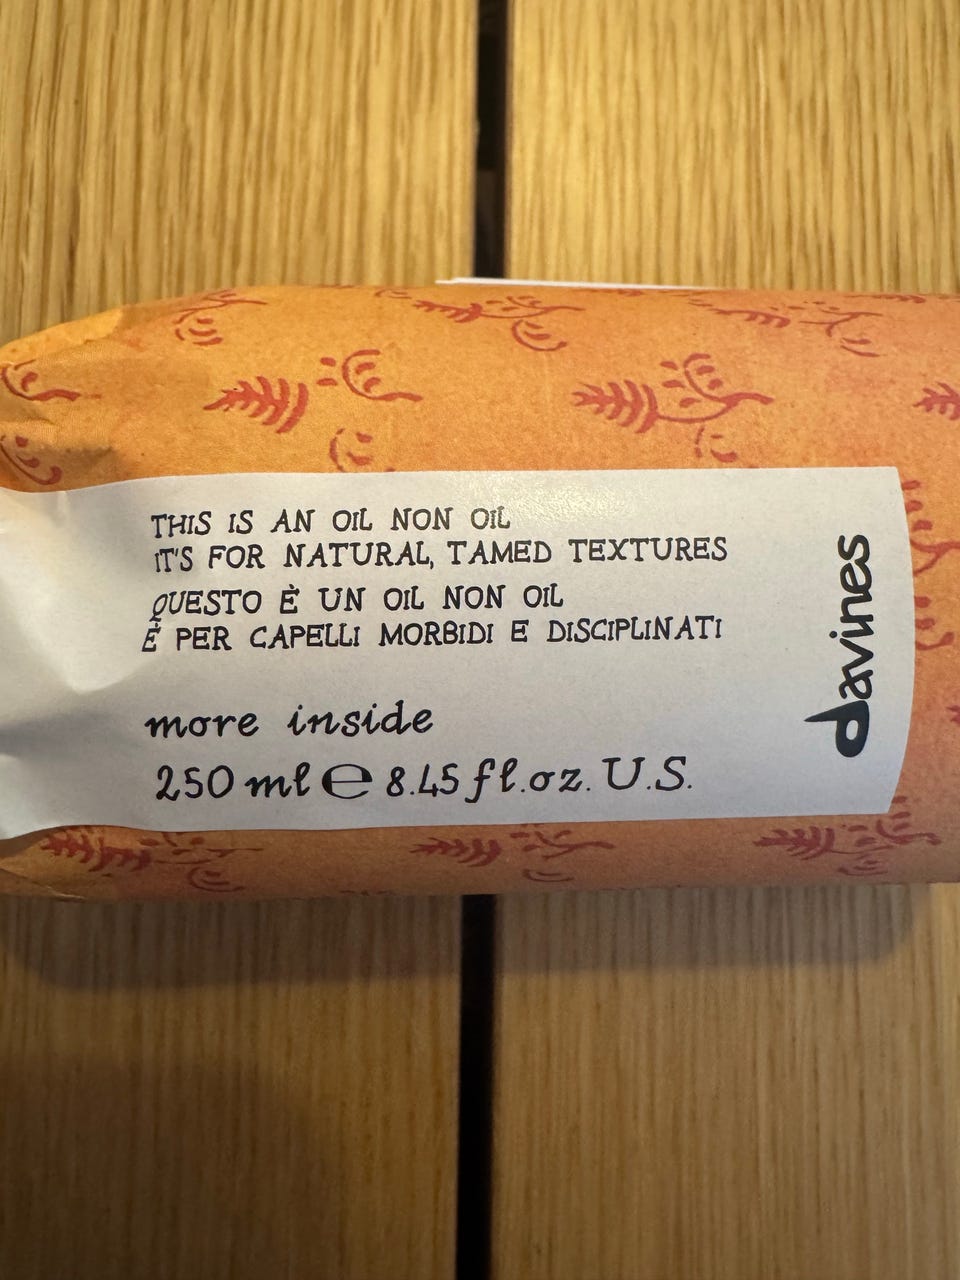 THIS IS AN OIL NON OIL
IT'S FOR NATURAL, TAMED TEXTURES
QUESTO È UN OIL NON OIL
È PER CAPELLI MORBIDI E DISCIPLINATI
more inside
250 ml ℮ 8.45 fl.oz. U.S.
davines